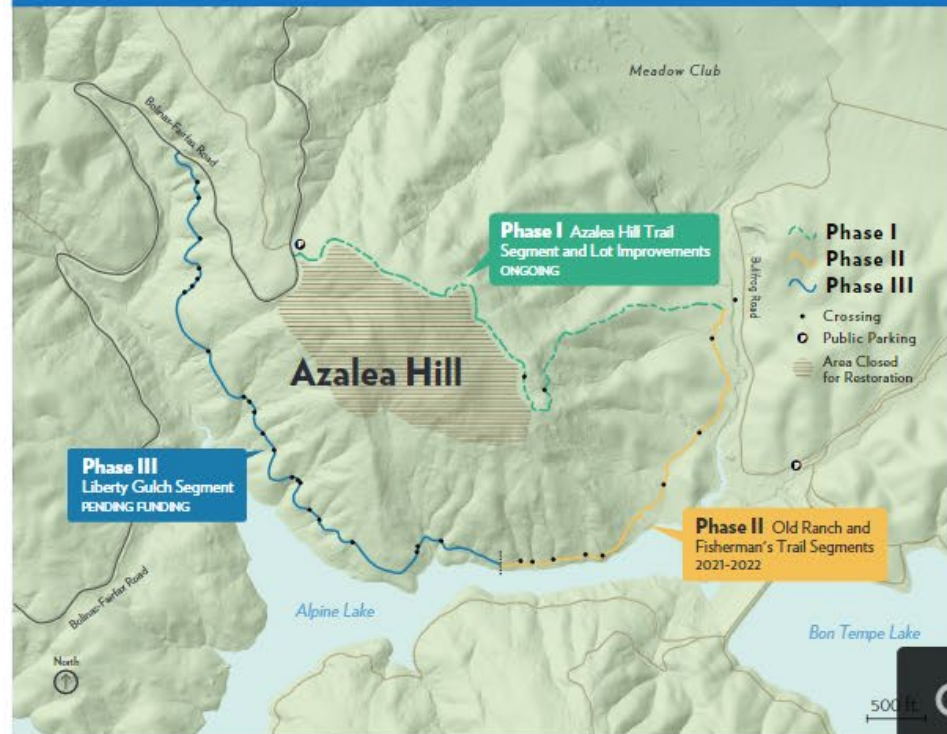 Meadow Club
Bolinas-Fairfax Road
Phase I Azalea Hill Trail
Segment and Lot Improvements
ONGOING
Phase I
Phase II
Phase III
Crossing
Public Parking
Area Closed
for Restoration
Bullfrog Road
Azalea Hill
Phase III
Liberty Gulch Segment
PENDING FUNDING
Phase II Old Ranch and
Fisherman's Trail Segments
2021-2022
Bolinas-Fairfax Road
Alpine Lake
Bon Tempe Lake
North
500 ft.